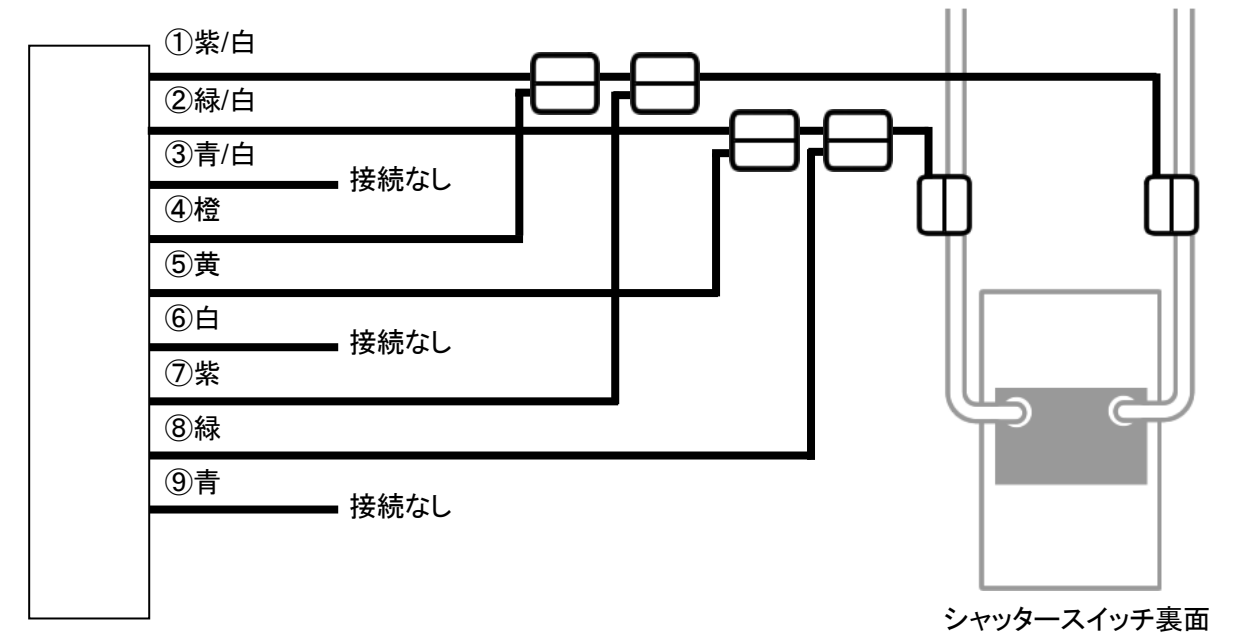 ①紫/白
②緑/白
③青/白
接続なし
④橙
⑤黄
⑥白
接続なし
⑦紫
⑧緑
⑨青
接続なし
シャッタースイッチ裏面